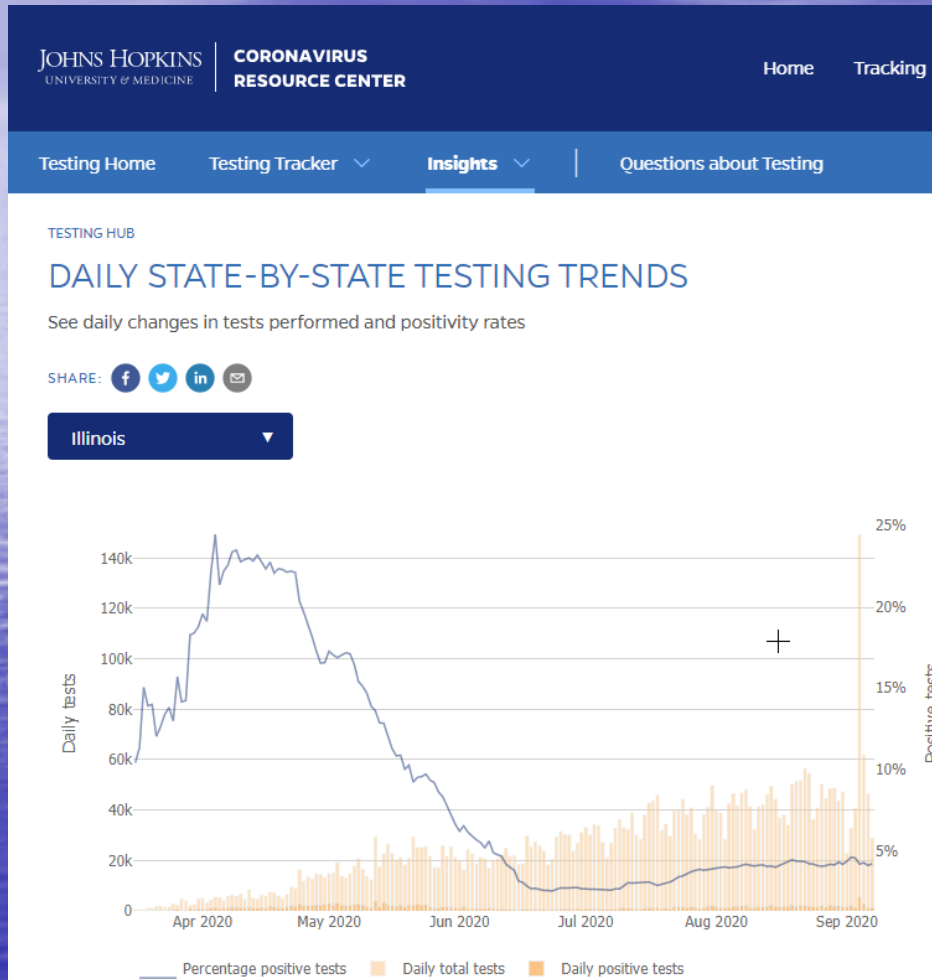 JOHNS HOPKINS
UNIVERSITY & MEDICINE
CORONAVIRUS
RESOURCE CENTER
Home Tracking
Testing Home Testing Tracker Insights Questions about Testing
TESTING HUB
DAILY STATE-BY-STATE TESTING TRENDS
See daily changes in tests performed and positivity rates
SHARE: f in
Illinois
Daily tests
140k
120k
100k
80k
60k
40k
20k
0
25%
20%
15%
10%
5%
Positive tests
Apr 2020 May 2020 Jun 2020 Jul 2020 Aug 2020 Sep 2020
Percentage positive tests Daily total tests Daily positive tests